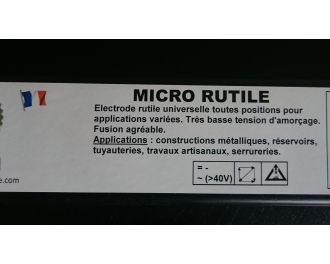 MICRO RUTILE
Electrode rutile universelle toutes positions pour
applications variées. Très basse tension d'amorçage.
Fusion agréable.
Applications : constructions métalliques, réservoirs,
tuyauteries, travaux artisanaux, serrureries.
= -
~ (>40V)
e.com